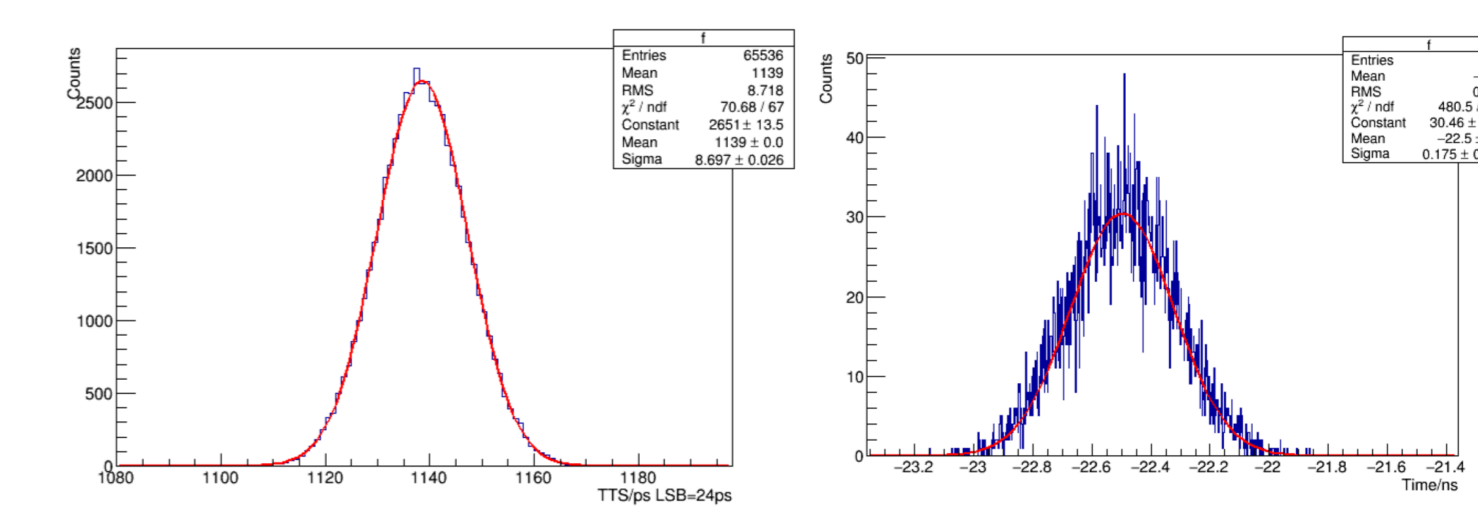 Counts
f
Entries 65536
Mean 1139
RMS 8.718
χ² / ndf 70.68 / 67
Constant 2651 ± 13.5
Mean 1139 ± 0.0
Sigma 8.697 ± 0.026
2500
2000
1500
1000
500
0
1080 1100 1120 1140 1160 1180
TTS/ps LSB=24ps
Counts
f
Entries
Mean −
RMS 0
χ² / ndf 480.5 /
Constant 30.46 ±
Mean −22.5 ±
Sigma 0.175 ± 0
50
40
30
20
10
0
−23.2 −23 −22.8 −22.6 −22.4 −22.2 −22 −21.8 −21.6 −21.4
Time/ns